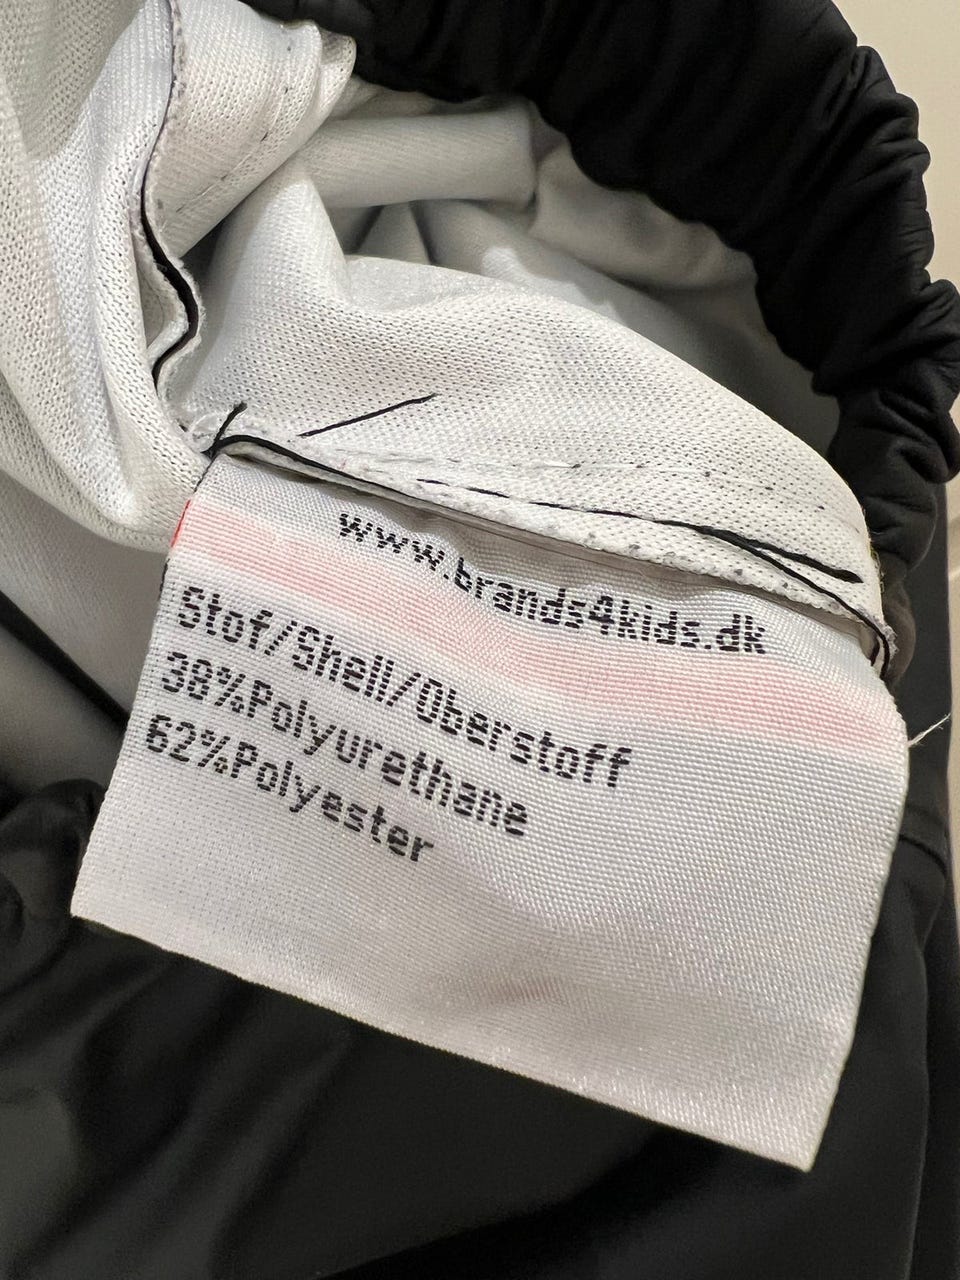 www.brands4kids.dk
Stof/Shell/Oberstoff
38%Polyurethane
62%Polyester